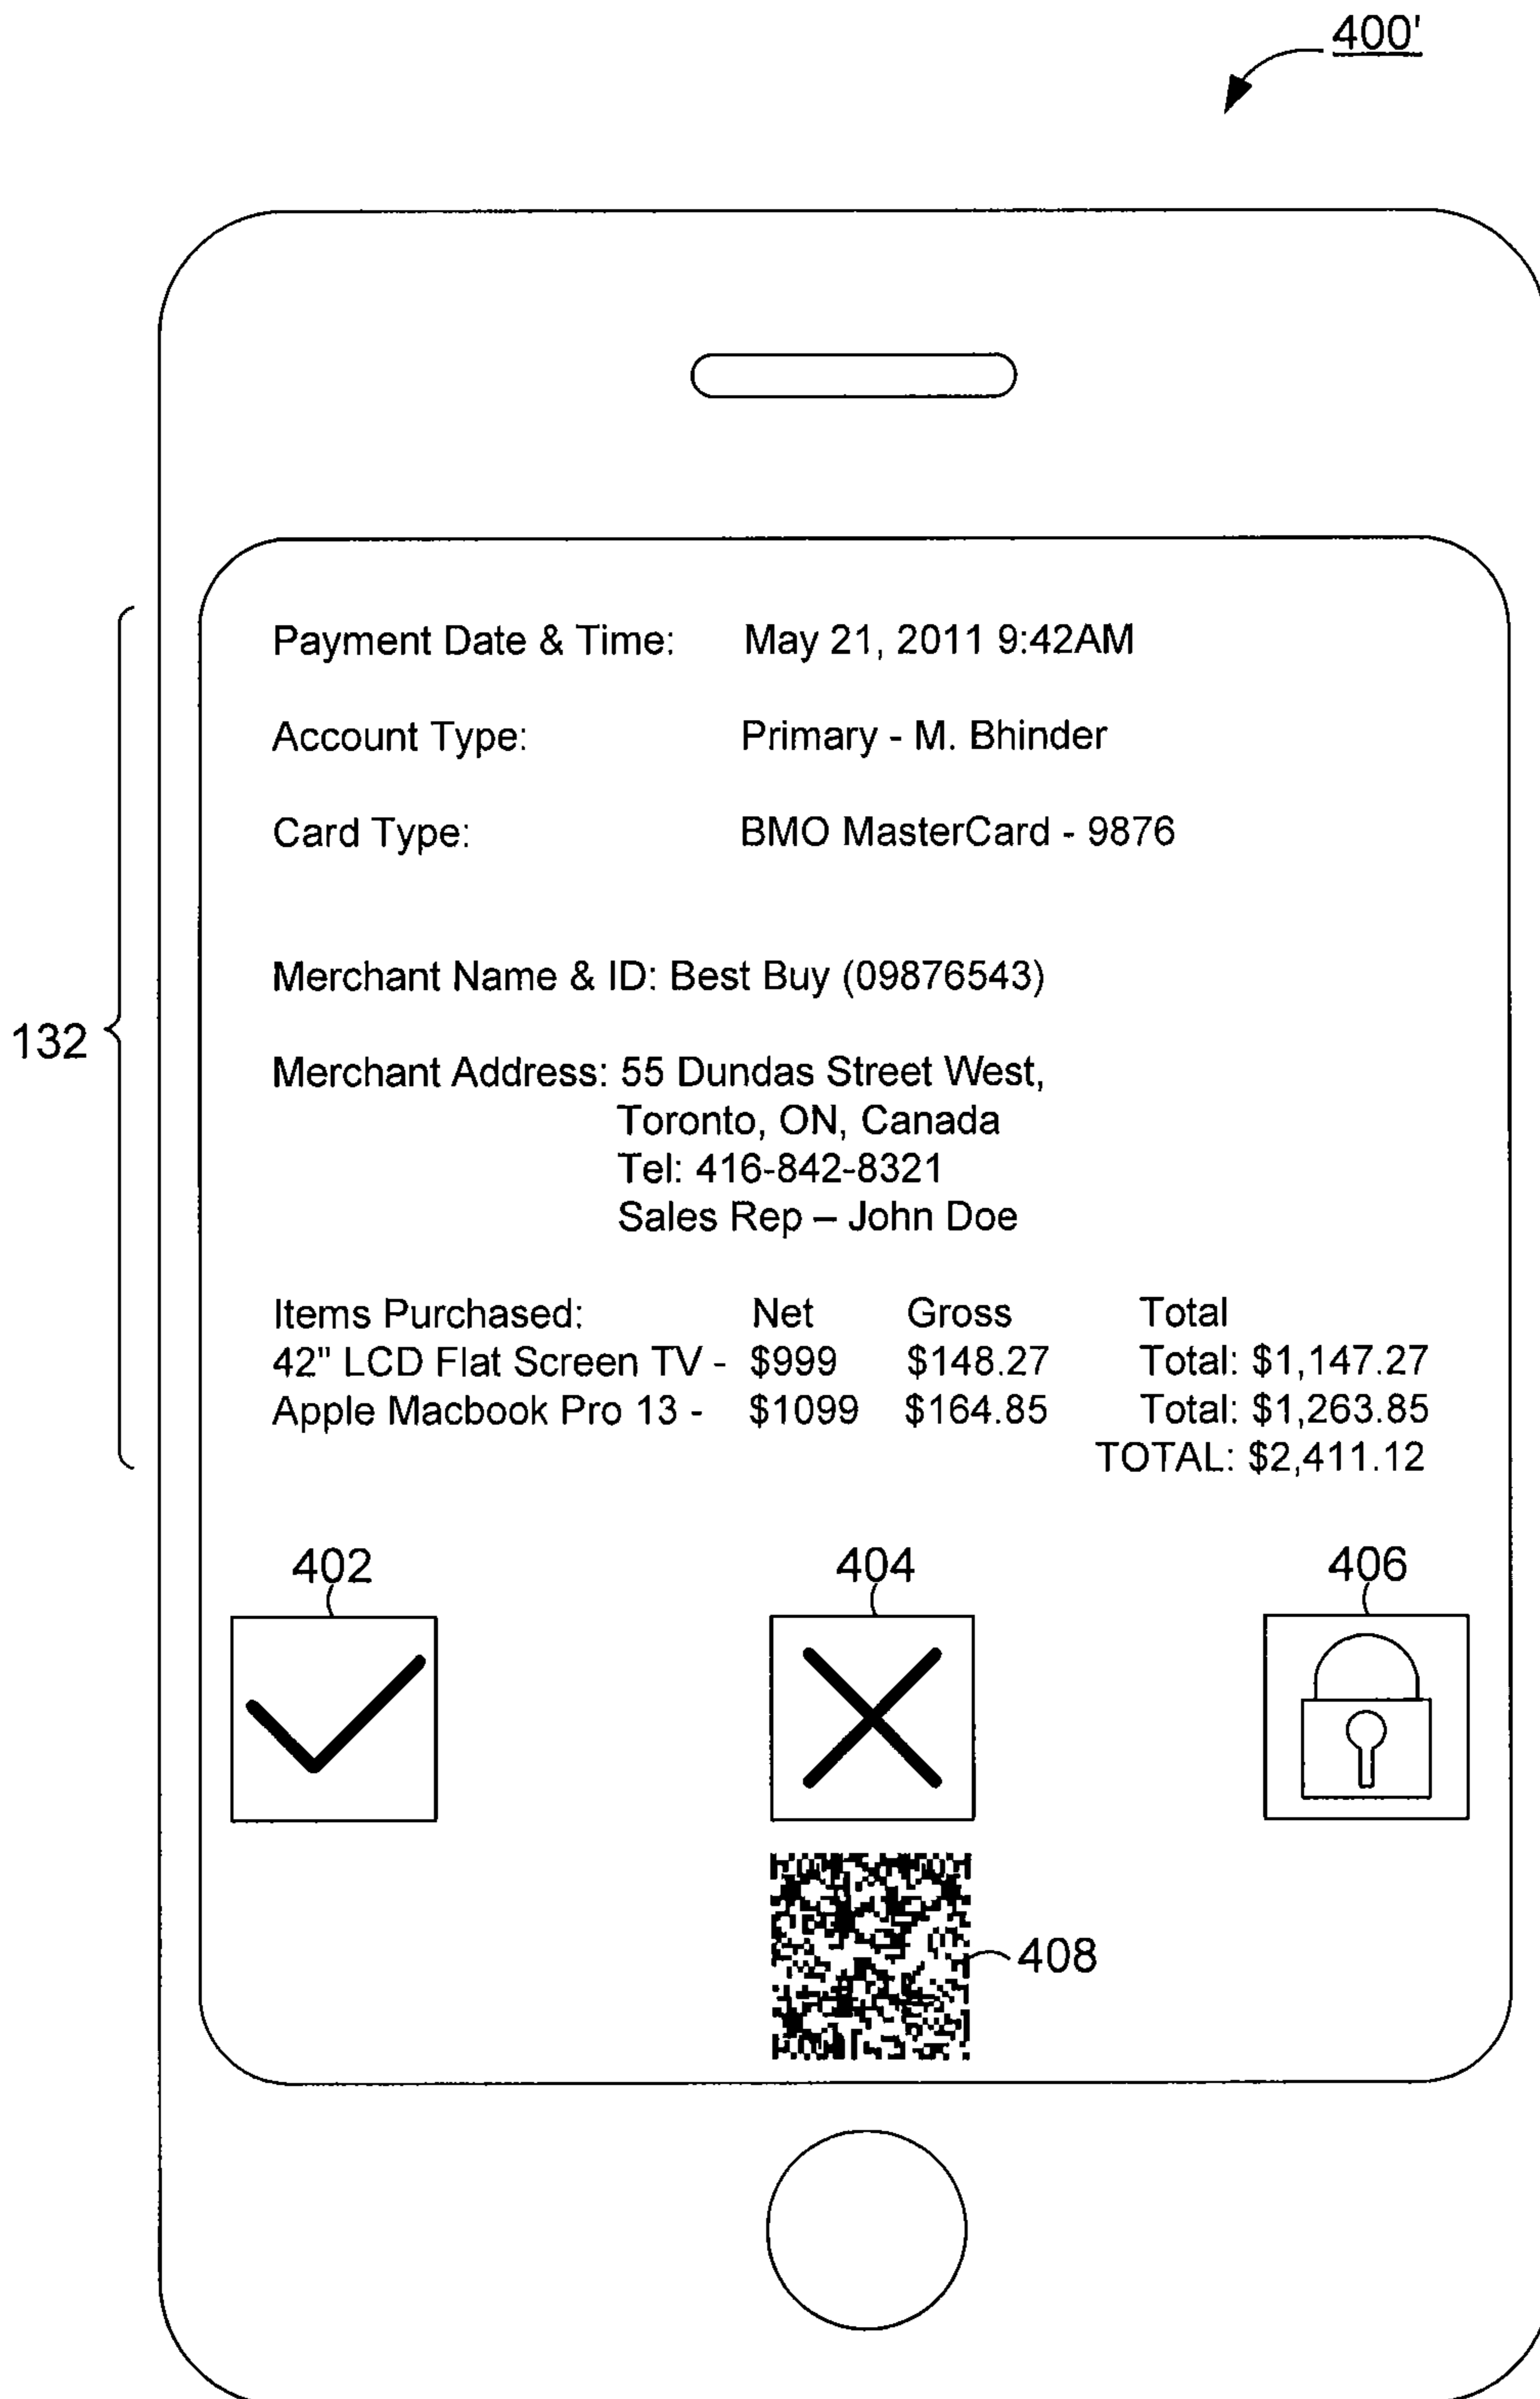 400'
Payment Date & Time: May 21, 2011 9:42AM
Account Type: Primary - M. Bhinder
Card Type: BMO MasterCard - 9876
Merchant Name & ID: Best Buy (09876543)
132
Merchant Address: 55 Dundas Street West,
Toronto, ON, Canada
Tel: 416-842-8321
Sales Rep – John Doe
Items Purchased: Net Gross Total
42" LCD Flat Screen TV - $999 $148.27 Total: $1,147.27
Apple Macbook Pro 13 - $1099 $164.85 Total: $1,263.85
TOTAL: $2,411.12
402 404 406
408